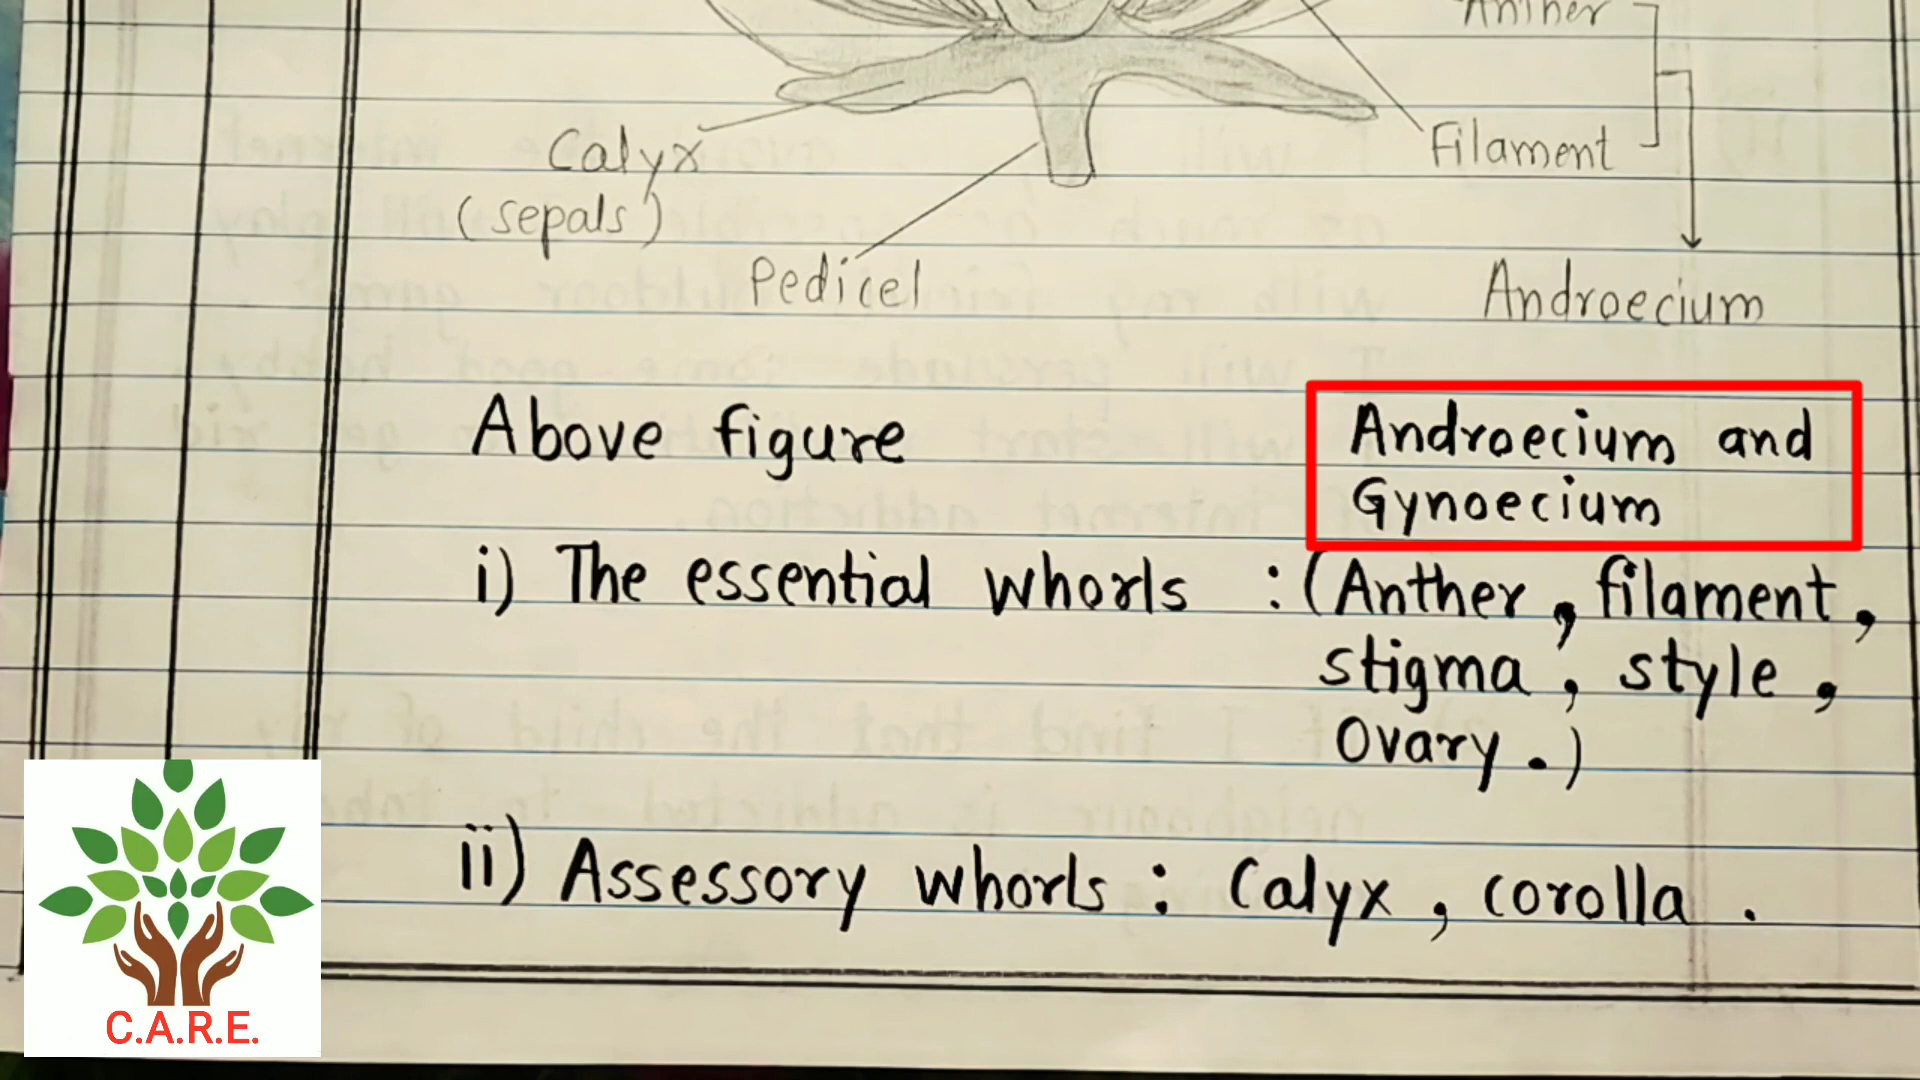 Anther
Filament
Calyx
(sepals)
Pedicel
Androecium
Above figure
Androecium and
Gynoecium
i) The essential whorls : (Anther, filament,
stigma, style,
Ovary.)
ii) Assessory whorls : Calyx, corolla.
C.A.R.E.